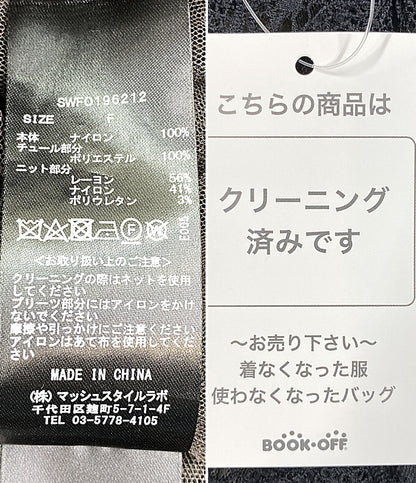 SWFO196212
SIZE F
本体 ナイロン 100%
チュール部分
ポリエステル 100%
ニット部分
レーヨン 56%
ナイロン 41%
ポリウレタン 3%
<お取り扱い上のご注意>
クリーニングの際はネットを使用
してください
プリーツ部分にはアイロンをかけ
ないでください
摩擦や引っかけにご注意ください
アイロンはあて布を使用してくだ
さい
MADE IN CHINA
(株)マッシュスタイルラボ
千代田区麹町5-7-1-4F
TEL 03-5778-4105
こちらの商品は
クリーニング
済みです
〜お売り下さい〜
着なくなった服
使わなくなったバッグ
BOOK・OFF